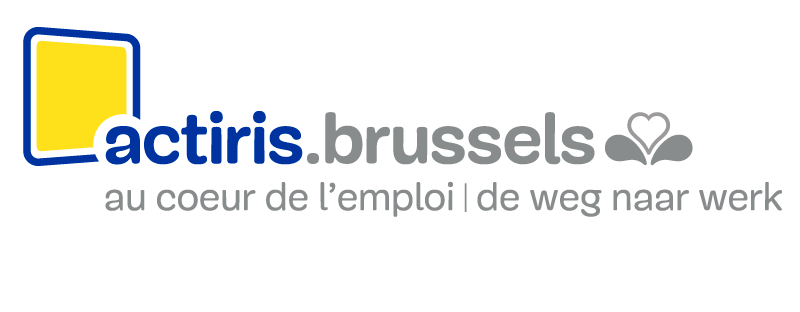 actiris.brussels
au coeur de l'emploi | de weg naar werk